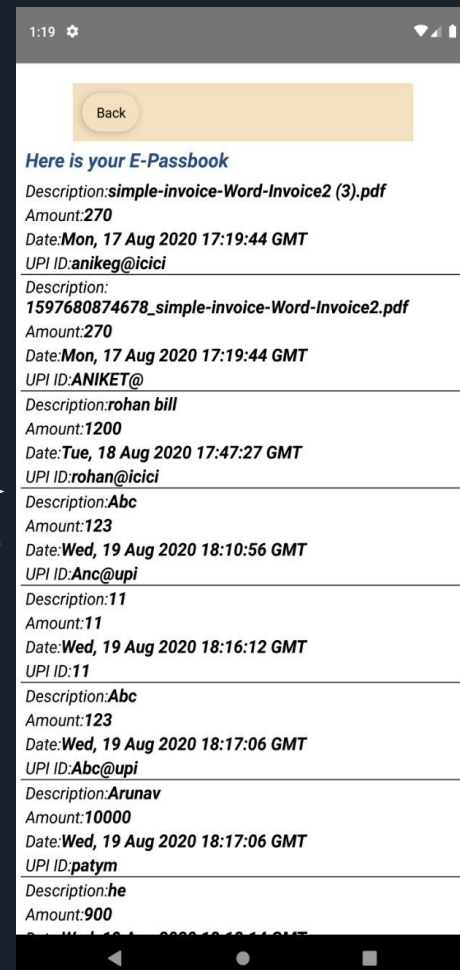 1:19
Back
Here is your E-Passbook
Description:simple-invoice-Word-Invoice2 (3).pdf
Amount:270
Date:Mon, 17 Aug 2020 17:19:44 GMT
UPI ID:anikeg@icici
Description:
1597680874678_simple-invoice-Word-Invoice2.pdf
Amount:270
Date:Mon, 17 Aug 2020 17:19:44 GMT
UPI ID:ANIKET@
Description:rohan bill
Amount:1200
Date:Tue, 18 Aug 2020 17:47:27 GMT
UPI ID:rohan@icici
Description:Abc
Amount:123
Date:Wed, 19 Aug 2020 18:10:56 GMT
UPI ID:Anc@upi
Description:11
Amount:11
Date:Wed, 19 Aug 2020 18:16:12 GMT
UPI ID:11
Description:Abc
Amount:123
Date:Wed, 19 Aug 2020 18:17:06 GMT
UPI ID:Abc@upi
Description:Arunav
Amount:10000
Date:Wed, 19 Aug 2020 18:17:06 GMT
UPI ID:patym
Description:he
Amount:900